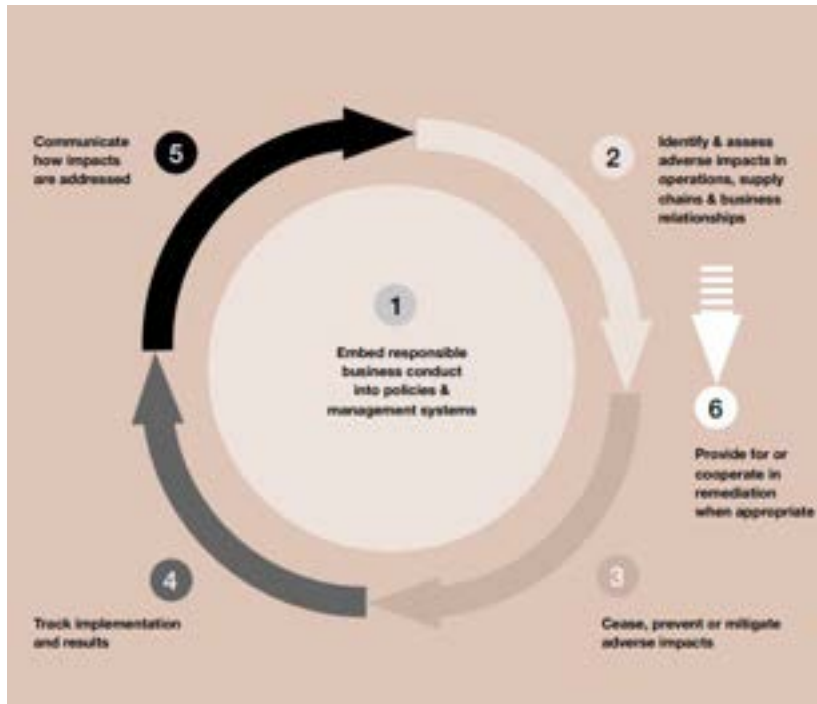 1
Embed responsible
business conduct
into policies &
management systems
2
Identify & assess
adverse impacts in
operations, supply
chains & business
relationships
3
Cease, prevent or mitigate
adverse impacts
4
Track implementation
and results
5
Communicate
how impacts
are addressed
6
Provide for or
cooperate in
remediation
when appropriate